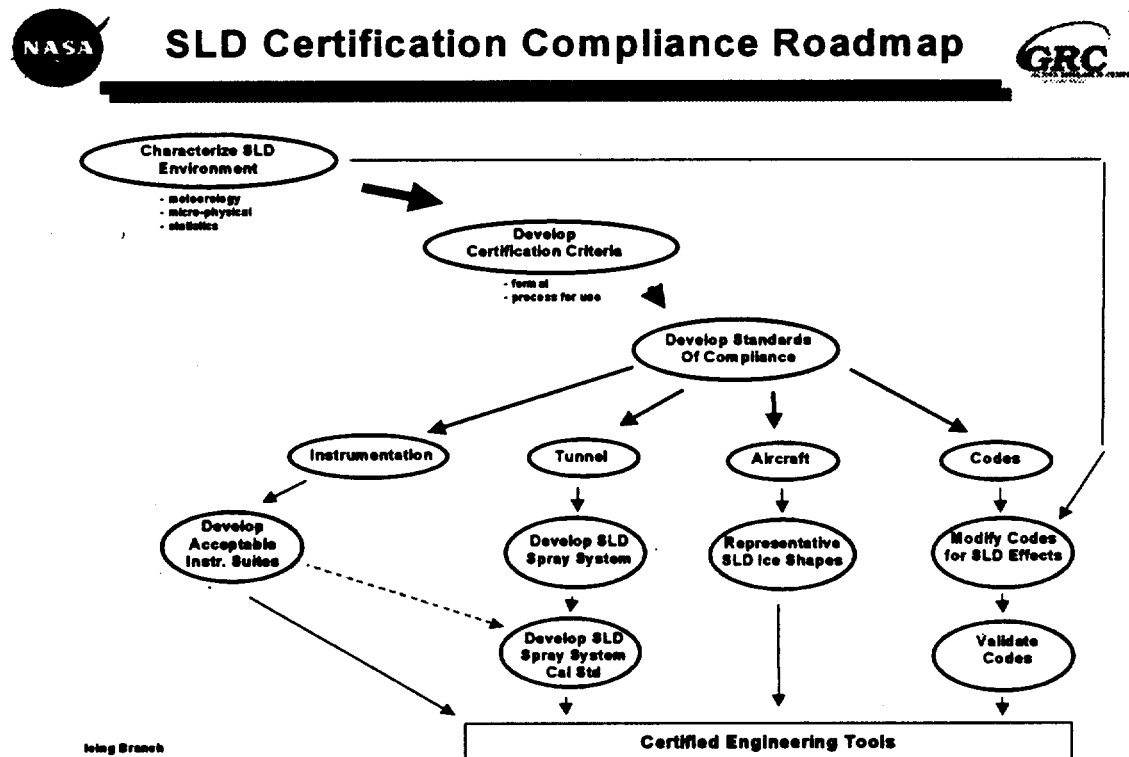 NASA
SLD Certification Compliance Roadmap
GRC
Characterize SLD
Environment
- meteorology
- micro-physical
- statistics
Develop
Certification Criteria
- format
- process for use
Develop Standards
Of Compliance
Instrumentation
Tunnel
Aircraft
Codes
Develop
Acceptable
Instr. Suites
Develop SLD
Spray System
Representative
SLD Ice Shapes
Modify Codes
for SLD Effects
Develop SLD
Spray System
Cal Std
Validate
Codes
Certified Engineering Tools
Icing Branch